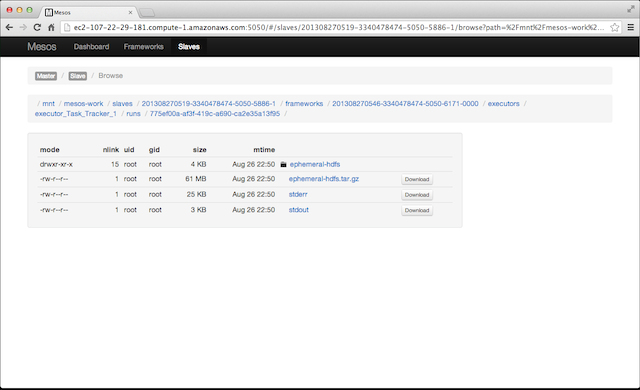 Mesos
ec2-107-22-29-181.compute-1.amazonaws.com:5050/#/slaves/201308270519-3340478474-5050-5886-1/browse?path=%2Fmnt%2Fmesos-work%2...
Mesos Dashboard Frameworks Slaves
Master / Slave / Browse
/ mnt / mesos-work / slaves / 201308270519-3340478474-5050-5886-1 / frameworks / 201308270546-3340478474-5050-6171-0000 / executors /
executor_Task_Tracker_1 / runs / 775ef00a-af3f-419c-a690-ca2e35a13f95 /
mode nlink uid gid size mtime
drwxr-xr-x 15 root root 4 KB Aug 26 22:50 ephemeral-hdfs
-rw-r--r-- 1 root root 61 MB Aug 26 22:50 ephemeral-hdfs.tar.gz Download
-rw-r--r-- 1 root root 25 KB Aug 26 22:50 stderr Download
-rw-r--r-- 1 root root 3 KB Aug 26 22:50 stdout Download